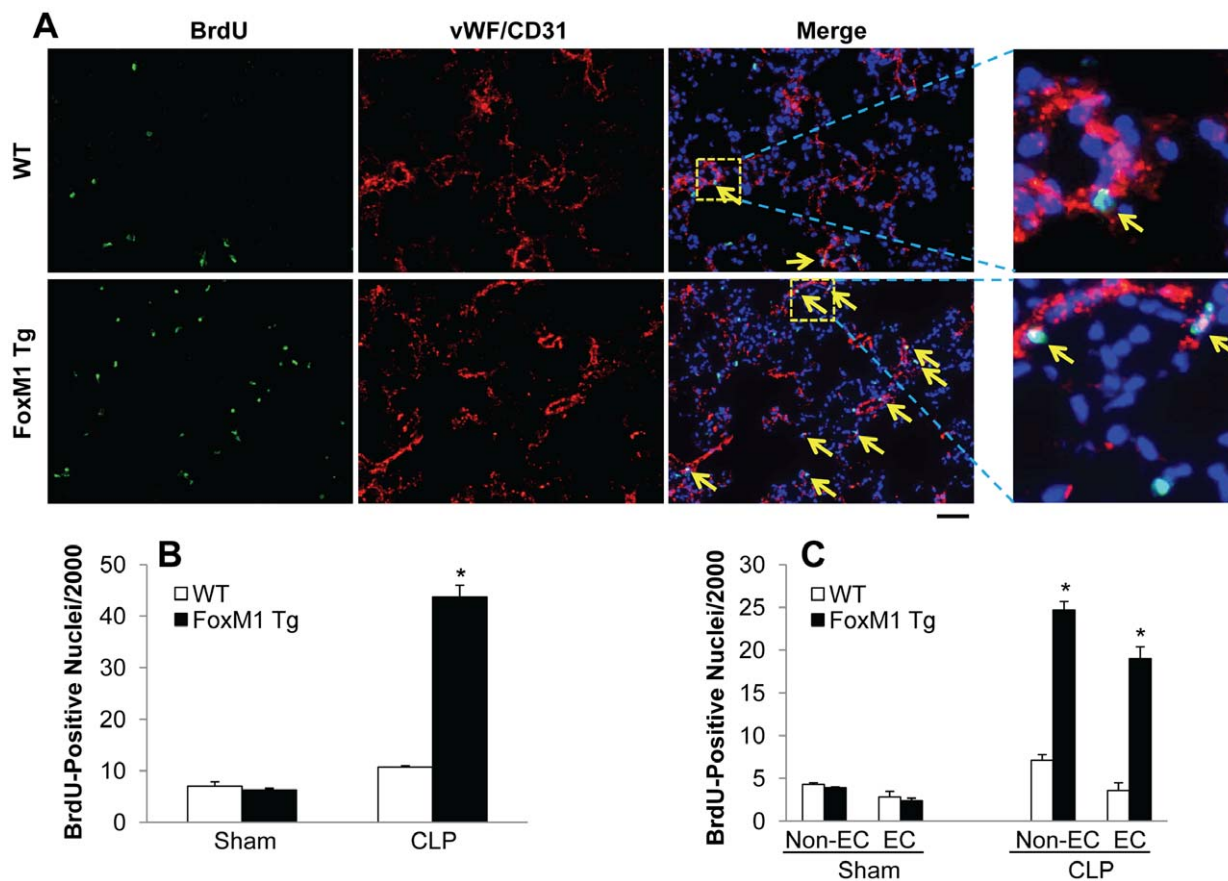 A
BrdU
vWF/CD31
Merge
WT
FoxM1 Tg
B
BrdU-Positive Nuclei/2000
50
40
30
20
10
0
WT
FoxM1 Tg
*
Sham
CLP
C
BrdU-Positive Nuclei/2000
30
25
20
15
10
5
0
WT
FoxM1 Tg
*
*
Non-EC EC
Non-EC EC
Sham
CLP